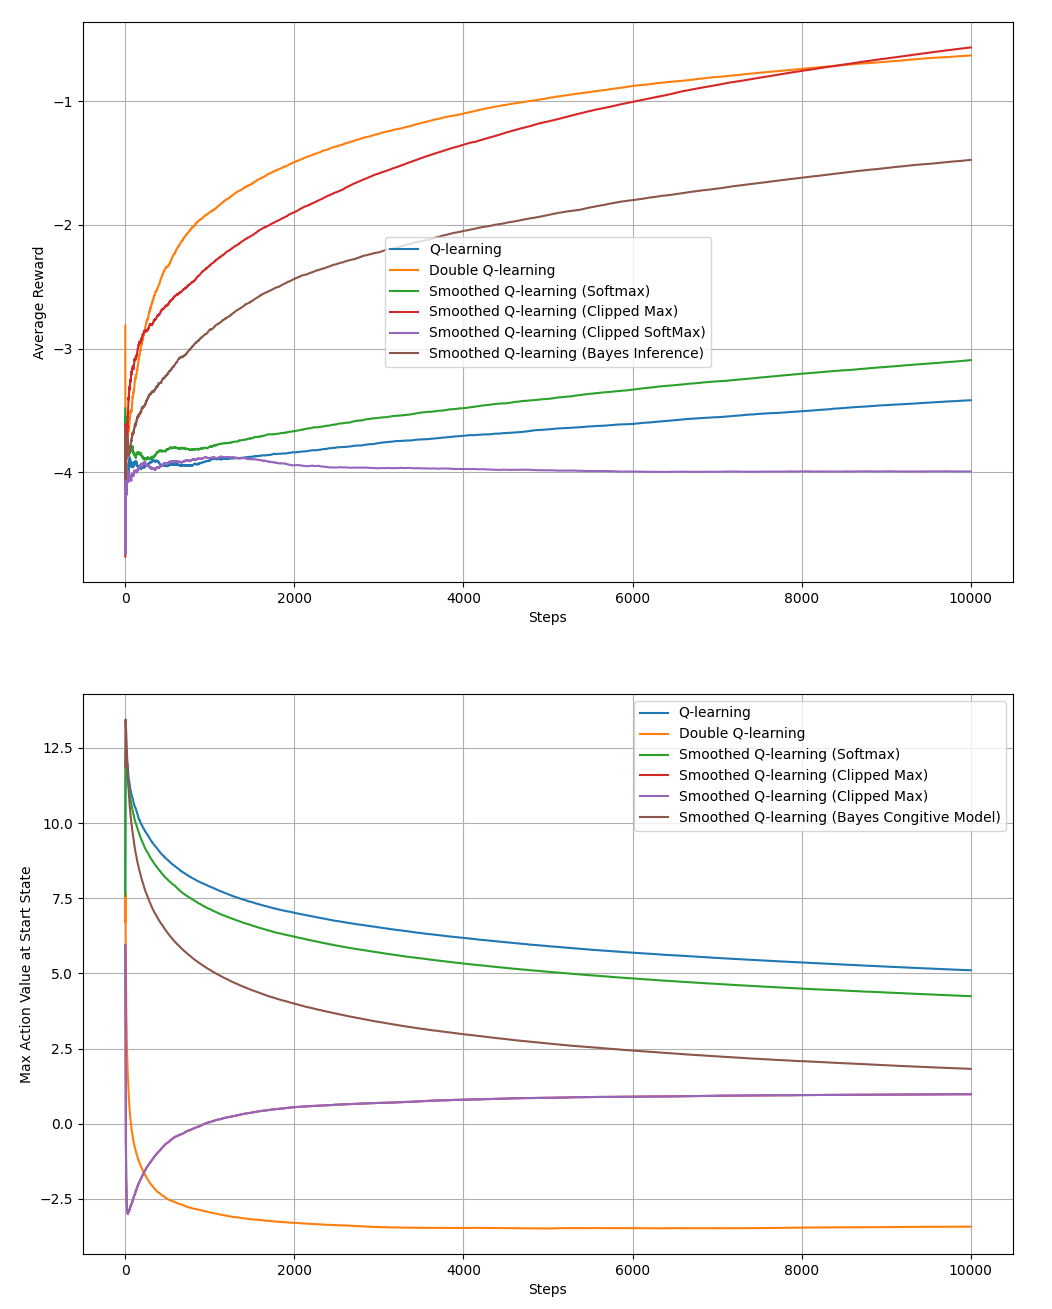 −1
−2
−3
−4
Average Reward
Q-learning
Double Q-learning
Smoothed Q-learning (Softmax)
Smoothed Q-learning (Clipped Max)
Smoothed Q-learning (Clipped SoftMax)
Smoothed Q-learning (Bayes Inference)
0 2000 4000 6000 8000 10000
Steps
12.5
10.0
7.5
5.0
2.5
0.0
−2.5
Max Action Value at Start State
Q-learning
Double Q-learning
Smoothed Q-learning (Softmax)
Smoothed Q-learning (Clipped Max)
Smoothed Q-learning (Clipped Max)
Smoothed Q-learning (Bayes Congitive Model)
0 2000 4000 6000 8000 10000
Steps